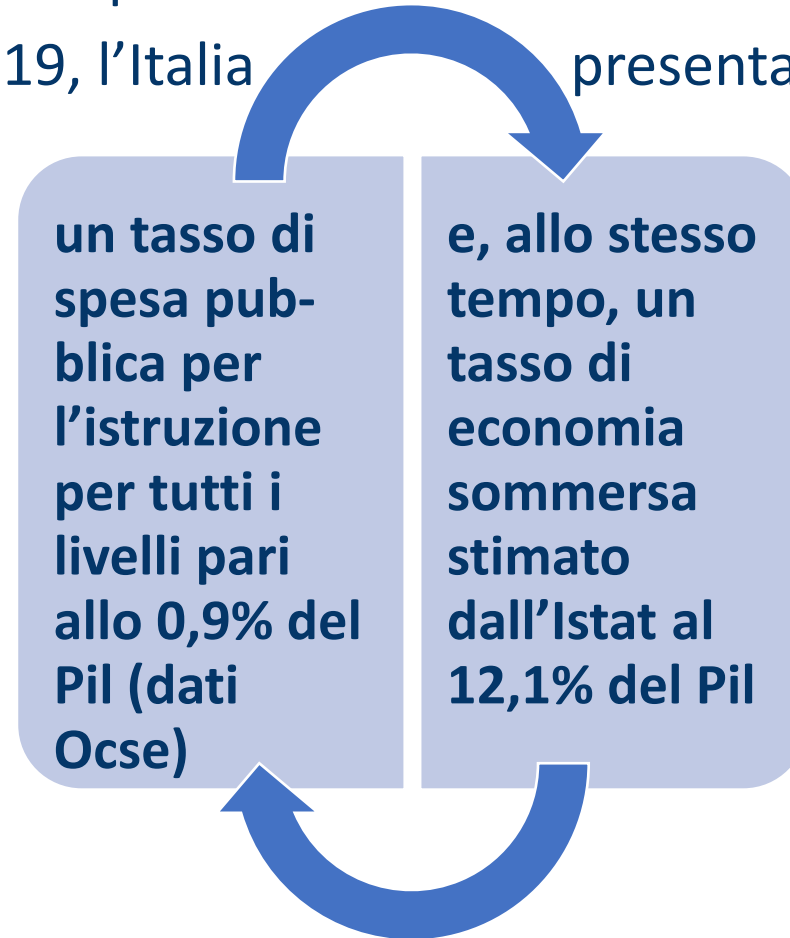 19, l’Italia presenta
un tasso di
spesa pub-
blica per
l’istruzione
per tutti i
livelli pari
allo 0,9% del
Pil (dati
Ocse)
e, allo stesso
tempo, un
tasso di
economia
sommersa
stimato
dall’Istat al
12,1% del Pil